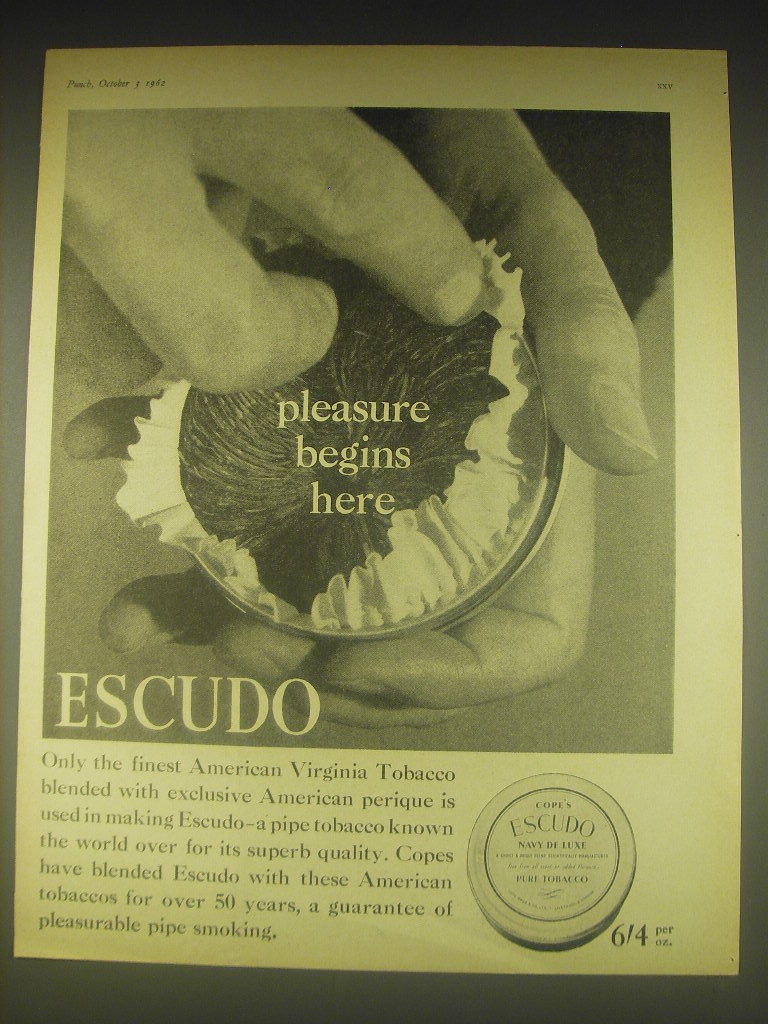 Punch, October 3 1962
XXV
pleasure
begins
here
ESCUDO
Only the finest American Virginia Tobacco
blended with exclusive American perique is
used in making Escudo–a pipe tobacco known
the world over for its superb quality. Copes
have blended Escudo with these American
tobaccos for over 50 years, a guarantee of
pleasurable pipe smoking.
COPE'S
ESCUDO
NAVY DE LUXE
PURE TOBACCO
6/4 per
oz.